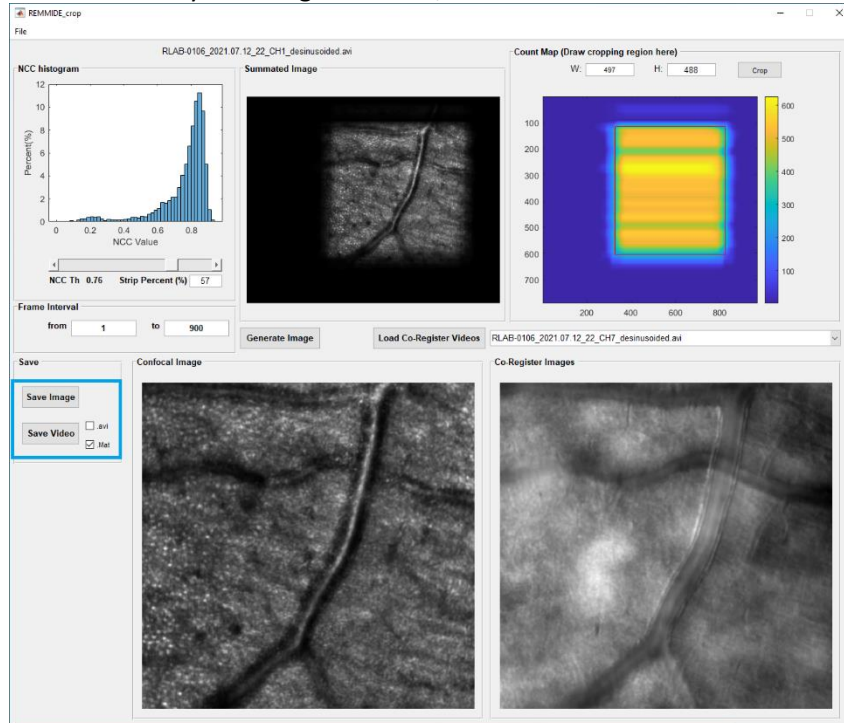 REMMIDE_crop
File
RLAB-0106_2021.07.12_22_CH1_desinusoided.avi
NCC histogram
12
10
8
6
4
2
0
Percent(%)
0 0.2 0.4 0.6 0.8
NCC Value
NCC Th 0.76 Strip Percent (%) 57
Frame Interval
from 1 to 900
Summated Image
Generate Image
Load Co-Register Videos
RLAB-0106_2021.07.12_22_CH7_desinusoided.avi
Count Map (Draw cropping region here)
W: 497 H: 488 Crop
100
200
300
400
500
600
700
200 400 600 800
600
500
400
300
200
100
Save
Save Image
Save Video
.avi
.Mat
Confocal Image
Co-Register Images